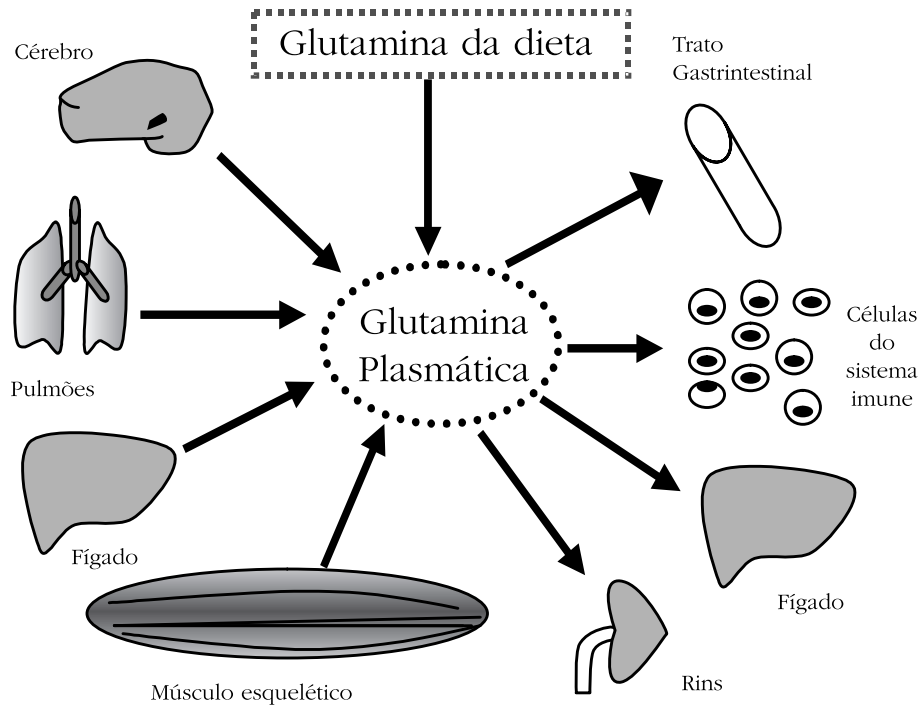 Glutamina da dieta
Cérebro
Trato
Gastrintestinal
Pulmões
Glutamina
Plasmática
Células
do
sistema
imune
Fígado
Fígado
Músculo esquelético
Rins